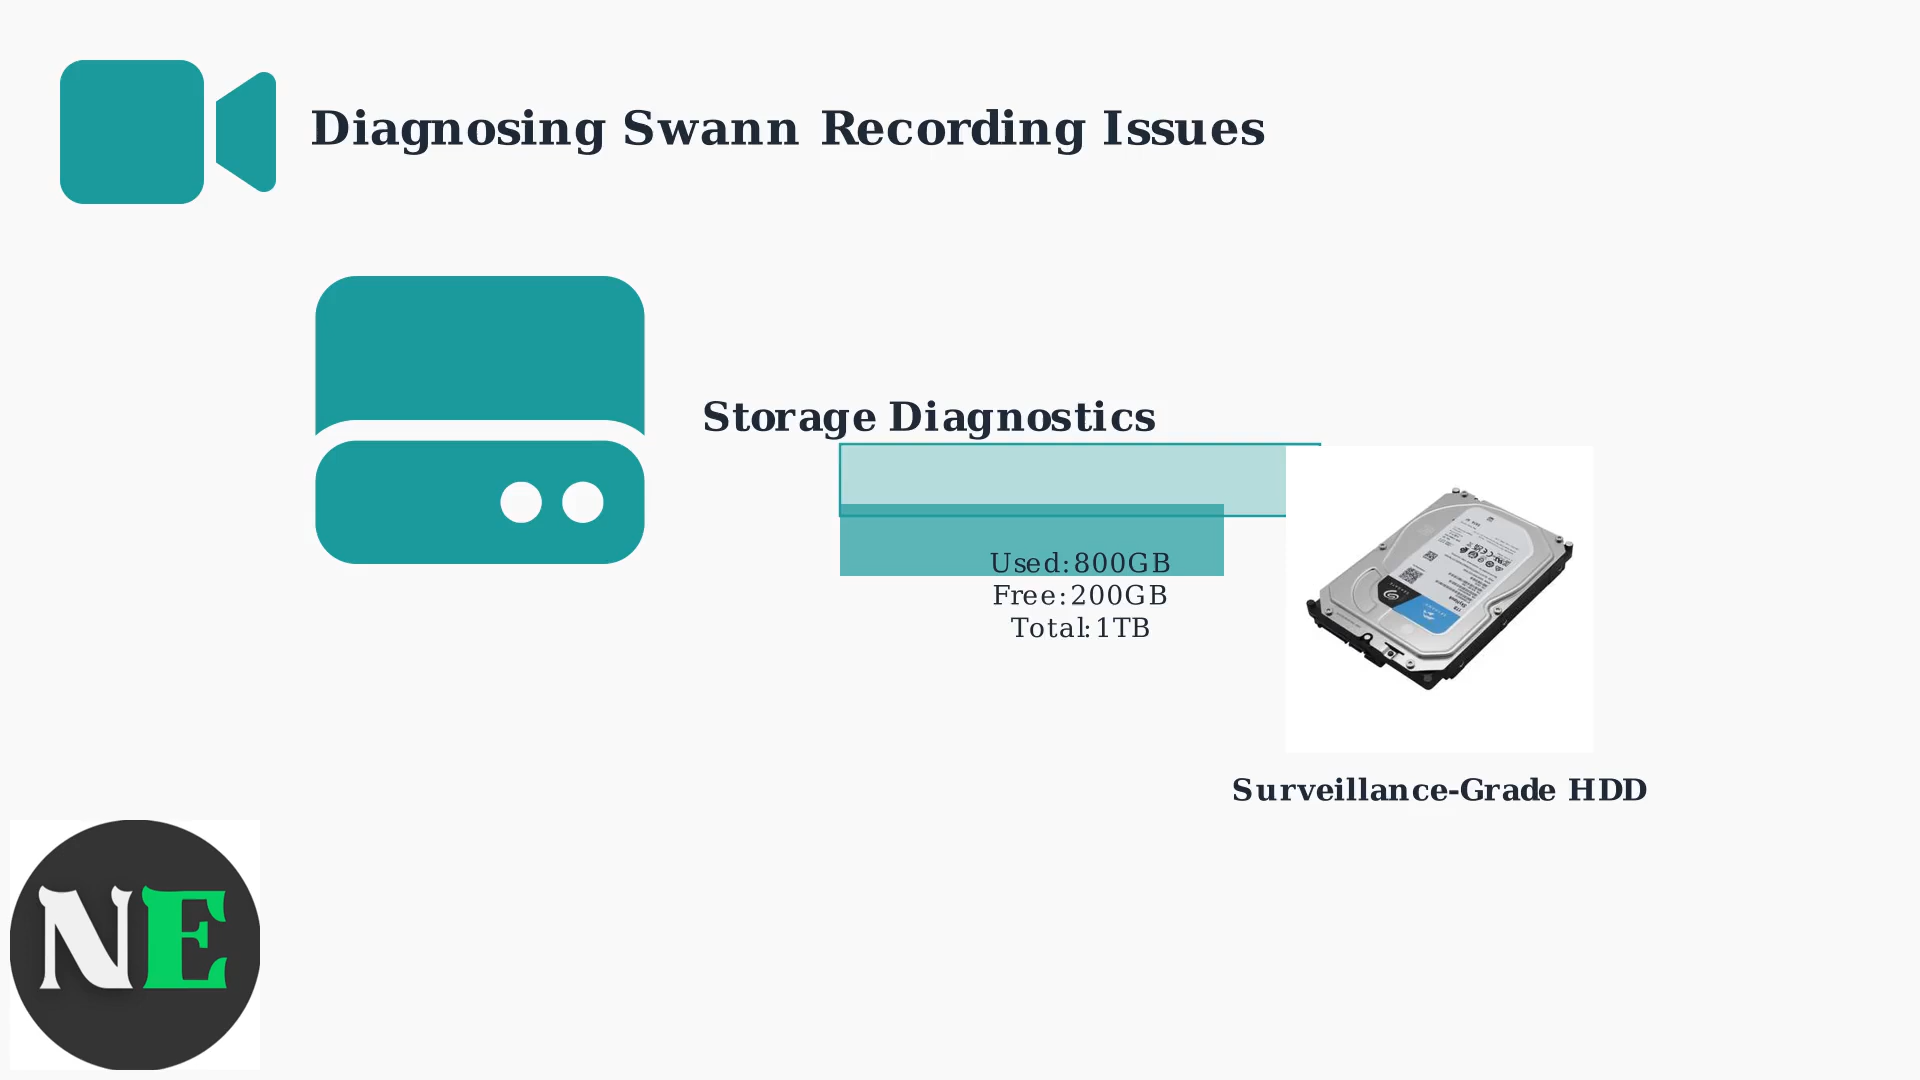 Diagnosing Swann Recording Issues
Storage Diagnostics
Used:800GB
Free:200GB
Total:1TB
Surveillance-Grade HDD
NE